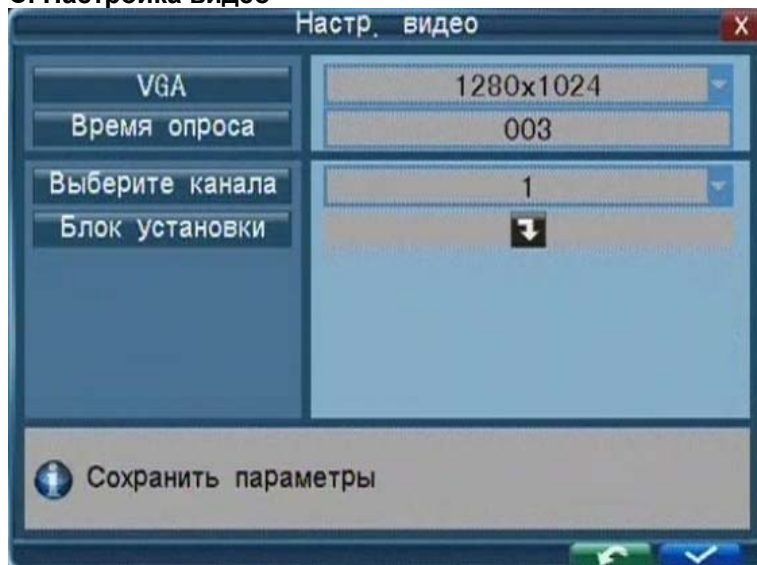 Настр. видео
X
VGA 1280x1024
Время опроса 003
Выберите канала 1
Блок установки
Сохранить параметры